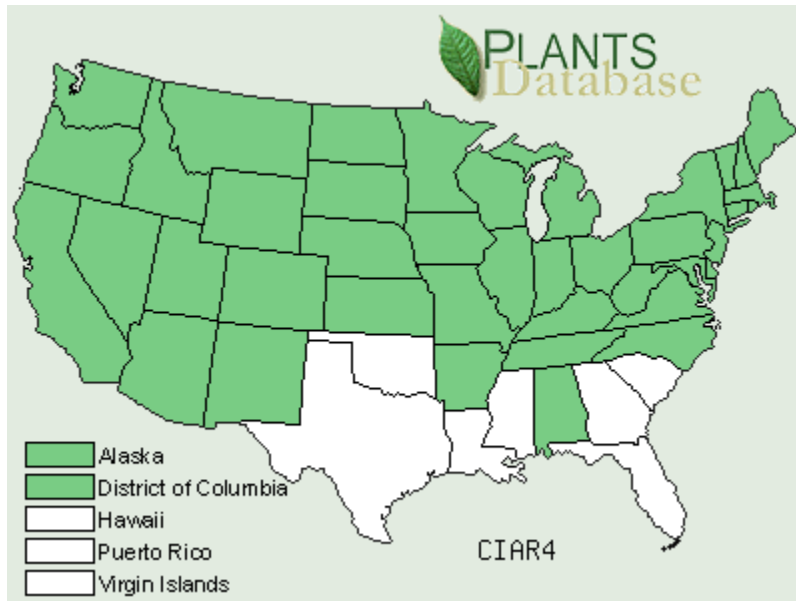 PLANTS
Database
Alaska
District of Columbia
Hawaii
Puerto Rico
Virgin Islands
CIAR4